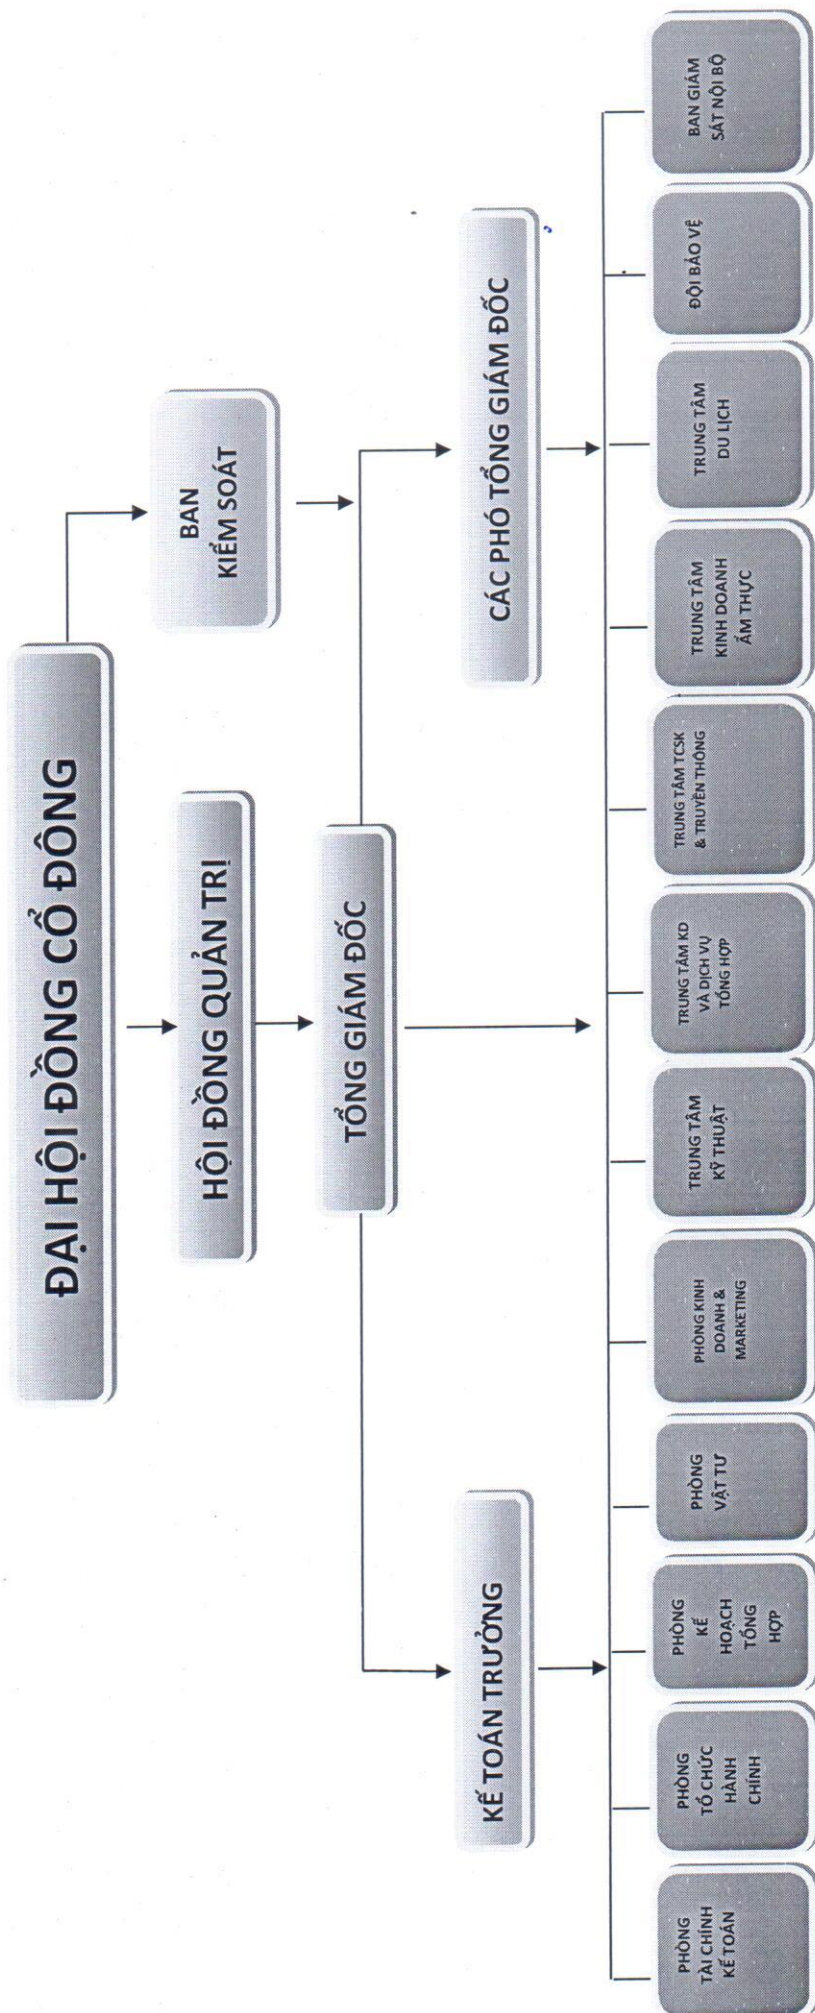 ĐẠI HỘI ĐỒNG CỔ ĐÔNG
BAN
KIỂM SOÁT
HỘI ĐỒNG QUẢN TRỊ
TỔNG GIÁM ĐỐC
KẾ TOÁN TRƯỞNG
CÁC PHÓ TỔNG GIÁM ĐỐC
PHÒNG
TÀI CHÍNH
KẾ TOÁN
PHÒNG
TỔ CHỨC
HÀNH
CHÍNH
PHÒNG
KẾ
HOẠCH
TỔNG
HỢP
PHÒNG
VẬT TƯ
PHÒNG KINH
DOANH &
MARKETING
TRUNG TÂM
KỸ THUẬT
TRUNG TÂM KD
VÀ DỊCH VỤ
TỔNG HỢP
TRUNG TÂM TCSK
& TRUYỀN THÔNG
TRUNG TÂM
KINH DOANH
ẨM THỰC
TRUNG TÂM
DU LỊCH
ĐỘI BẢO VỆ
BAN GIÁM
SÁT NỘI BỘ